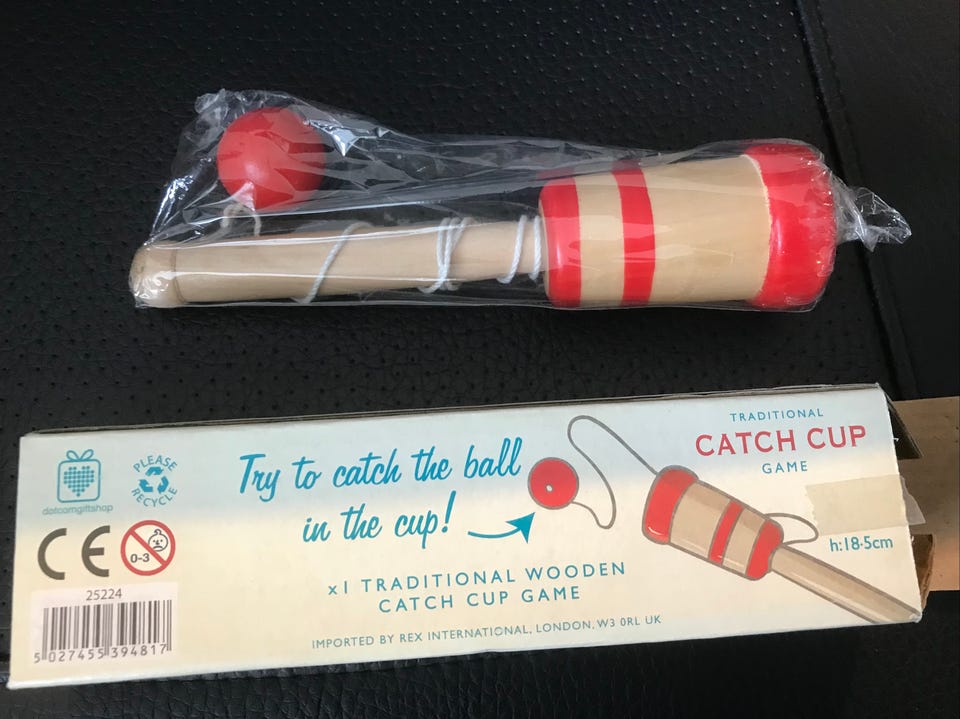 dotcomgiftshop
PLEASE RECYCLE
CE
0-3
25224
5 027455 394817
Try to catch the ball
in the cup!
x1 TRADITIONAL WOODEN
CATCH CUP GAME
IMPORTED BY REX INTERNATIONAL, LONDON, W3 0RL UK
TRADITIONAL
CATCH CUP
GAME
h:18·5cm